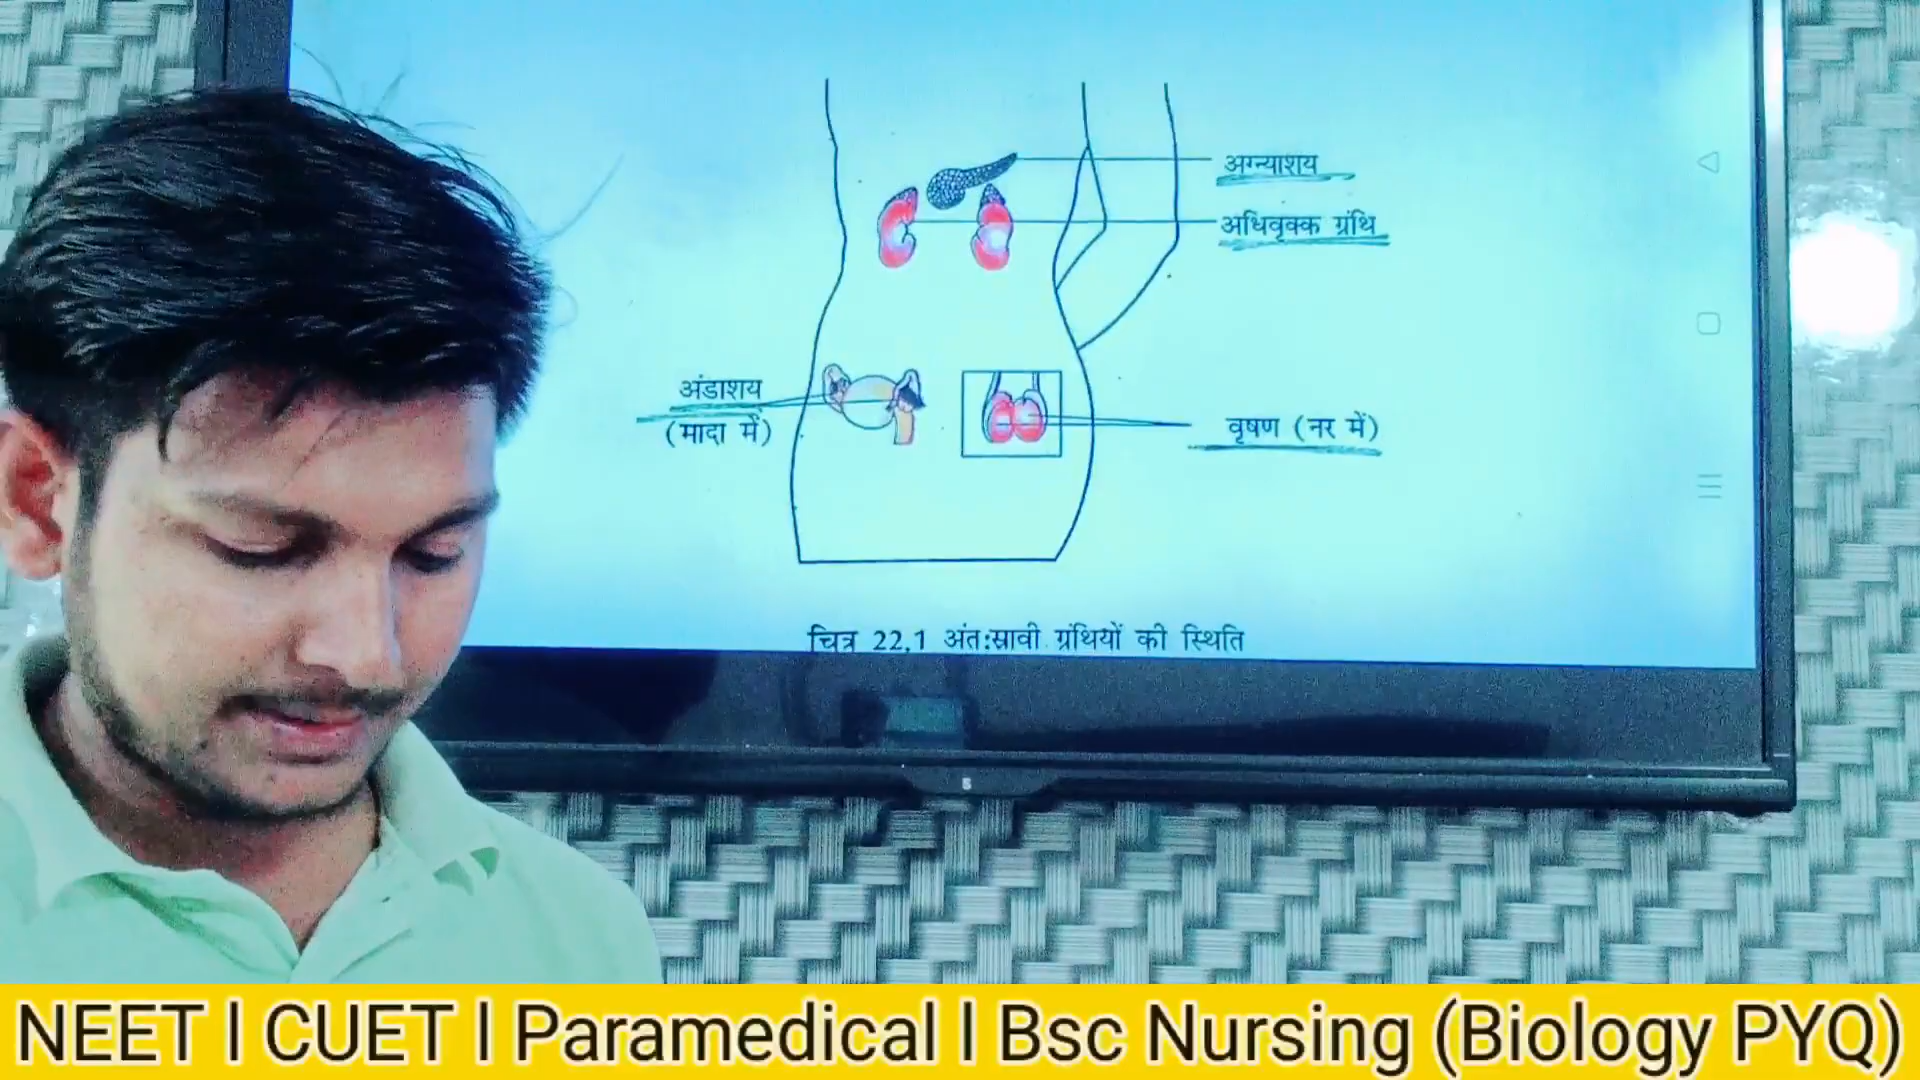 अग्न्याशय
अधिवृक्क ग्रंथि
अंडाशय
(मादा में)
वृषण (नर में)
चित्र 22.1 अंत:स्रावी ग्रंथियों की स्थिति
NEET l CUET l Paramedical l Bsc Nursing (Biology PYQ)